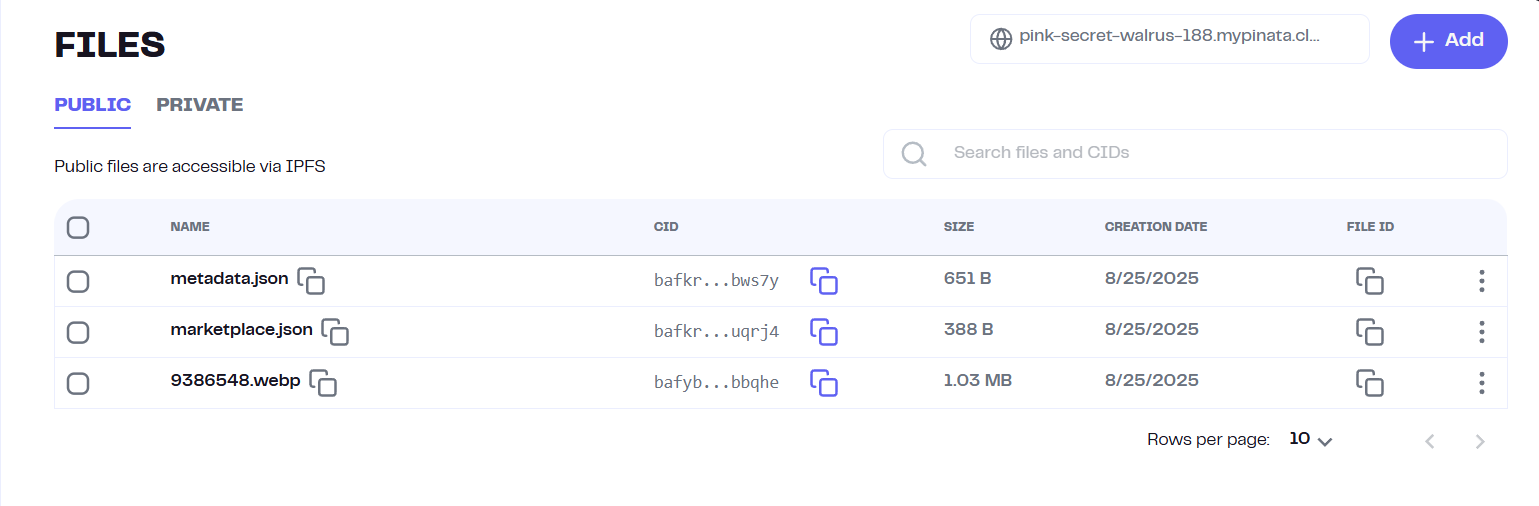 FILES
pink-secret-walrus-188.mypinata.cl...
Add
PUBLIC PRIVATE
Public files are accessible via IPFS
Search files and CIDs
NAME CID SIZE CREATION DATE FILE ID
metadata.json bafkr...bws7y 651 B 8/25/2025
marketplace.json bafkr...uqrj4 388 B 8/25/2025
9386548.webp bafyb...bbqhe 1.03 MB 8/25/2025
Rows per page: 10